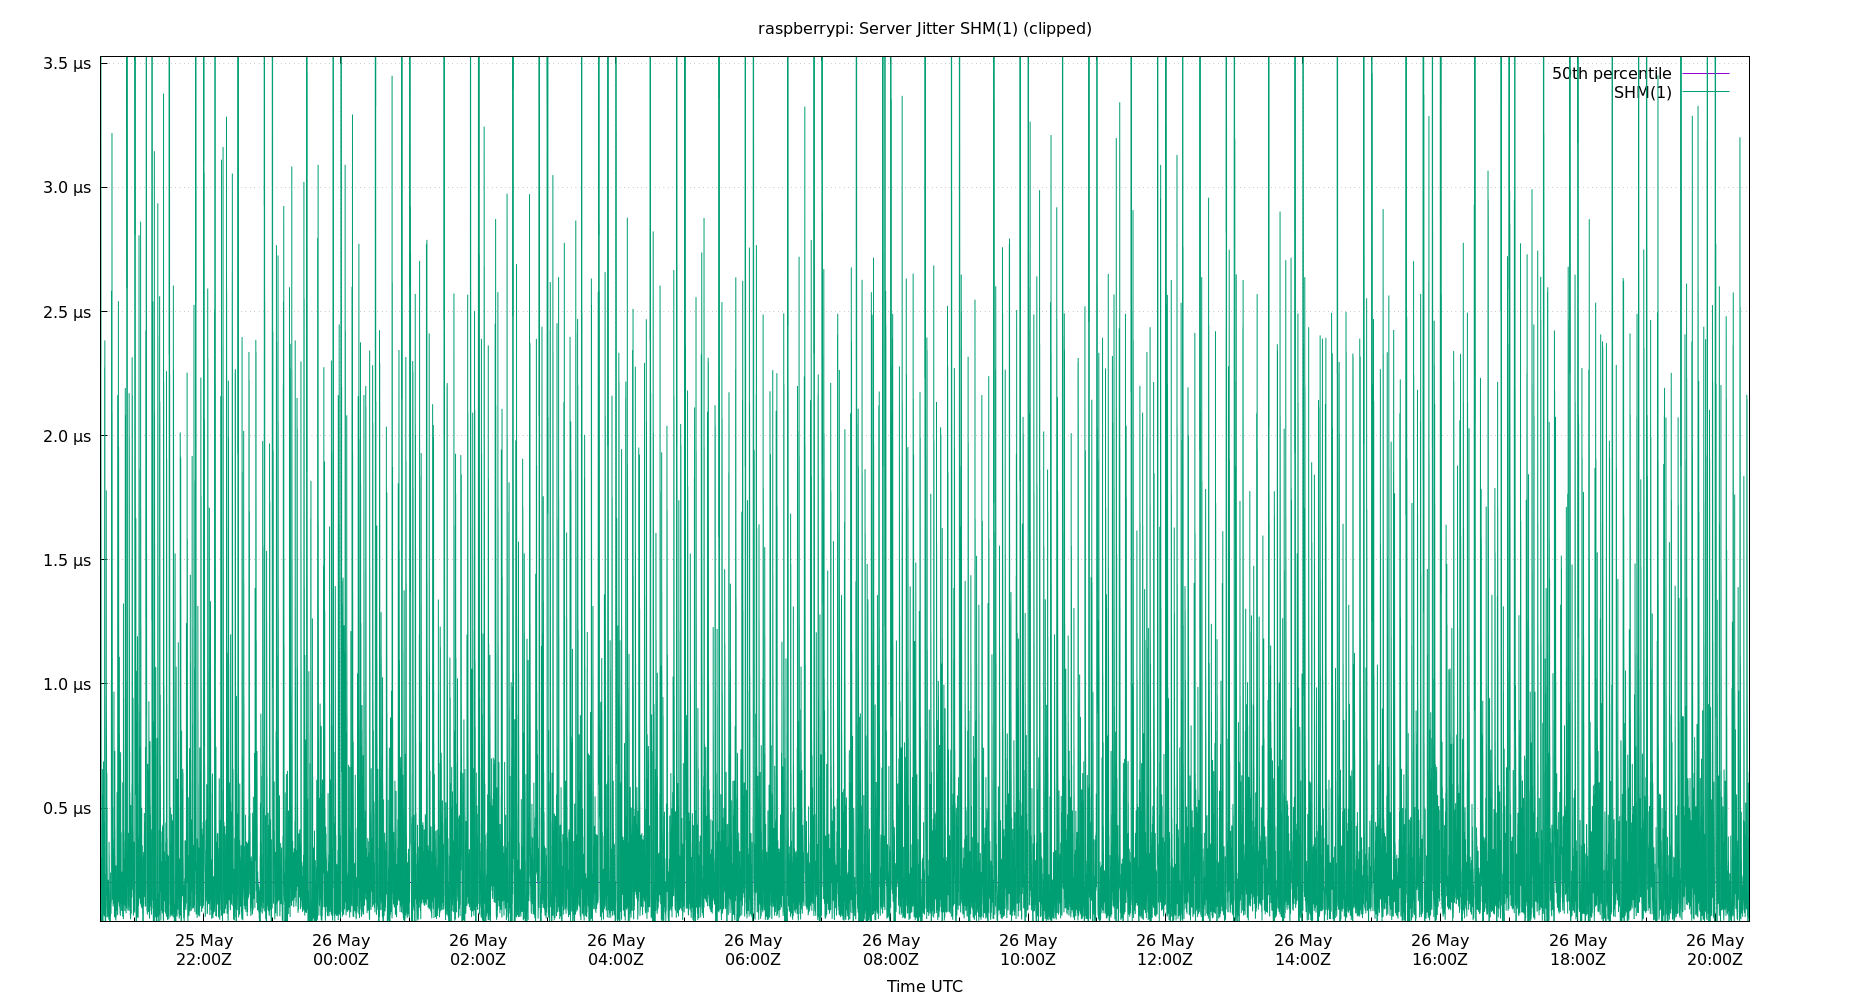 raspberrypi: Server Jitter SHM(1) (clipped)
3.5 µs
3.0 µs
2.5 µs
2.0 µs
1.5 µs
1.0 µs
0.5 µs
50th percentile
SHM(1)
25 May 26 May 26 May 26 May 26 May 26 May 26 May 26 May 26 May 26 May 26 May 26 May
22:00Z 00:00Z 02:00Z 04:00Z 06:00Z 08:00Z 10:00Z 12:00Z 14:00Z 16:00Z 18:00Z 20:00Z
Time UTC